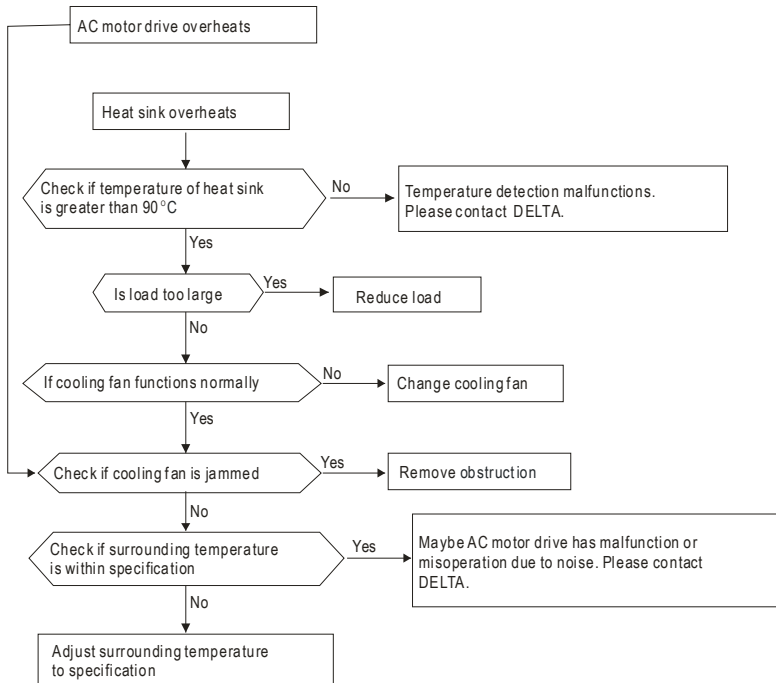 AC motor drive overheats
Heat sink overheats
Check if temperature of heat sink
is greater than 90°C
No
Temperature detection malfunctions.
Please contact DELTA.
Yes
Is load too large
Yes
Reduce load
No
If cooling fan functions normally
No
Change cooling fan
Yes
Check if cooling fan is jammed
Yes
Remove obstruction
No
Check if surrounding temperature
is within specification
Yes
Maybe AC motor drive has malfunction or
misoperation due to noise. Please contact
DELTA.
No
Adjust surrounding temperature
to specification